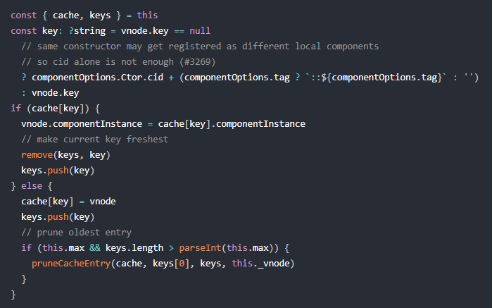 const { cache, keys } = this
const key: ?string = vnode.key == null
  // same constructor may get registered as different local components
  // so cid alone is not enough (#3269)
  ? componentOptions.Ctor.cid + (componentOptions.tag ? `::${componentOptions.tag}` : '')
  : vnode.key
if (cache[key]) {
  vnode.componentInstance = cache[key].componentInstance
  // make current key freshest
  remove(keys, key)
  keys.push(key)
} else {
  cache[key] = vnode
  keys.push(key)
  // prune oldest entry
  if (this.max && keys.length > parseInt(this.max)) {
    pruneCacheEntry(cache, keys[0], keys, this._vnode)
  }
}